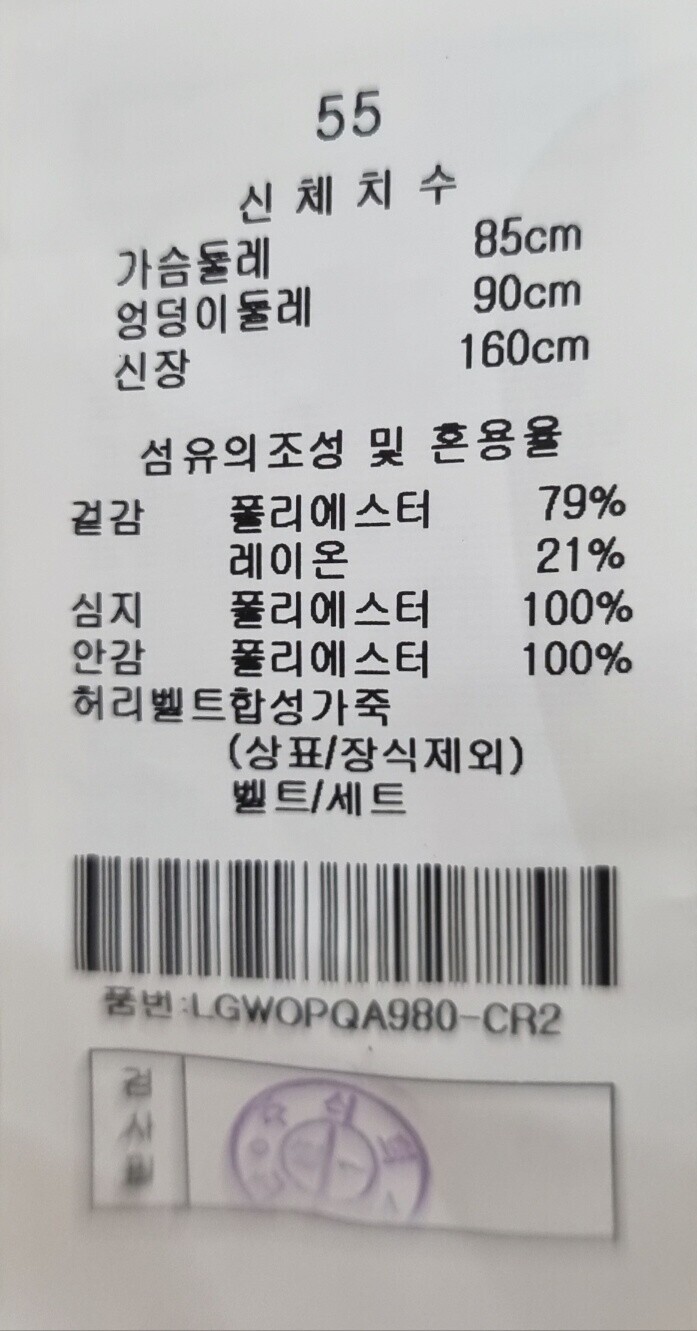 55
신체치수
가슴둘레 85cm
엉덩이둘레 90cm
신장 160cm
섬유의조성 및 혼용율
겉감 폴리에스터 79%
레이온 21%
심지 폴리에스터 100%
안감 폴리에스터 100%
허리벨트합성가죽
(상표/장식제외)
벨트/세트
품번:LGWOPQA980-CR2
검사필